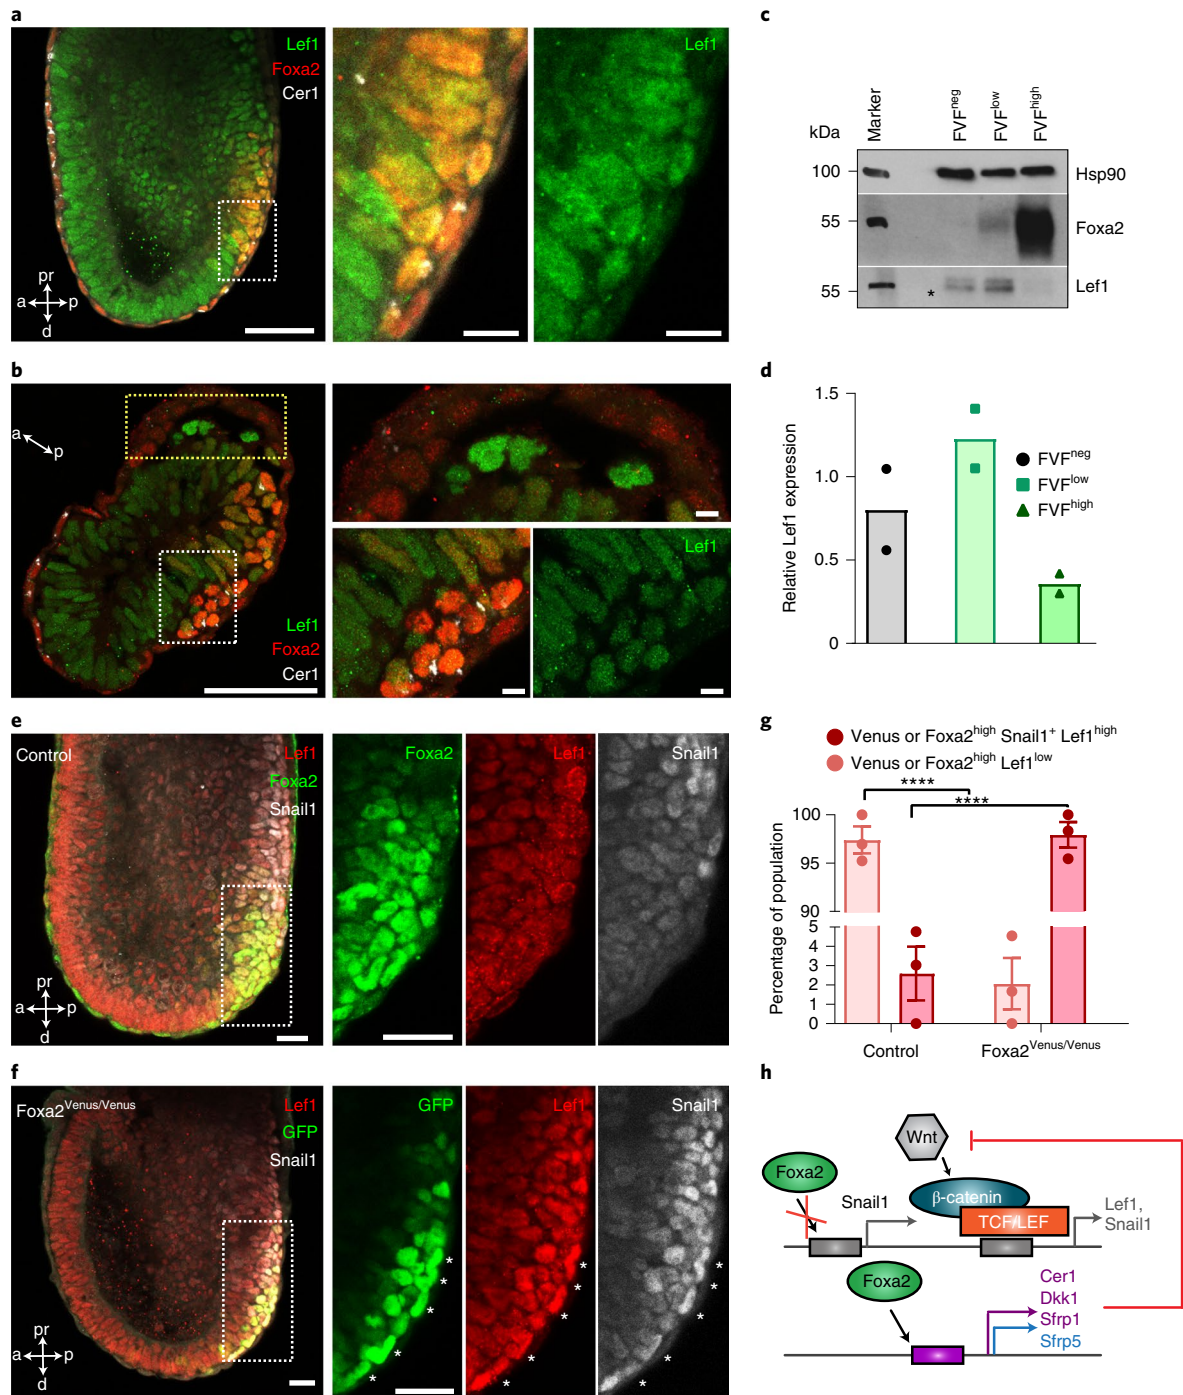 a
Lef1
Foxa2
Cer1
Lef1
pr
a p
d
b
a
p
Lef1
Foxa2
Cer1
Lef1
c
kDa
Marker
FVFneg
FVFlow
FVFhigh
100
Hsp90
55
Foxa2
55
*
Lef1
d
1.5
1.0
0.5
0
Relative Lef1 expression
FVFneg
FVFlow
FVFhigh
e
Control
Lef1
Foxa2
Snail1
Foxa2
Lef1
Snail1
pr
a p
d
f
Foxa2Venus/Venus
Lef1
GFP
Snail1
GFP
Lef1
Snail1
* * *
* * *
* * *
* * *
* * *
pr
a p
d
g
Venus or Foxa2high Snail1+ Lef1high
Venus or Foxa2high Lef1low
****
****
100
95
90
5
4
3
2
1
0
Percentage of population
Control
Foxa2Venus/Venus
h
Wnt
Foxa2
Snail1
β-catenin
TCF/LEF
Lef1,
Snail1
Foxa2
Cer1
Dkk1
Sfrp1
Sfrp5